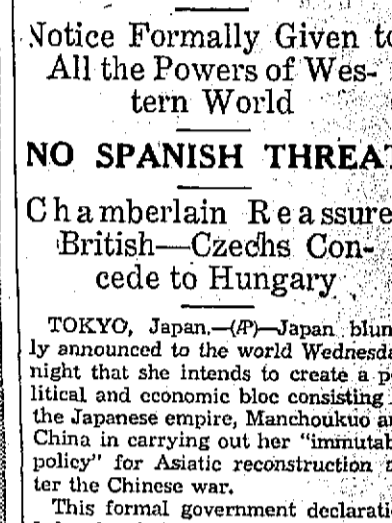 Notice Formally Given to
All the Powers of Wes-
tern World
NO SPANISH THREAT
Chamberlain Reassure
British—Czechs Con-
cede to Hungary
TOKYO, Japan.—(AP)—Japan blun
ly announced to the world Wednesda
night that she intends to create a p
litical and economic bloc consisting
the Japanese empire, Manchoukuo a
China in carrying out her "immutab
policy" for Asiatic reconstruction
ter the Chinese war.
This formal government declarati